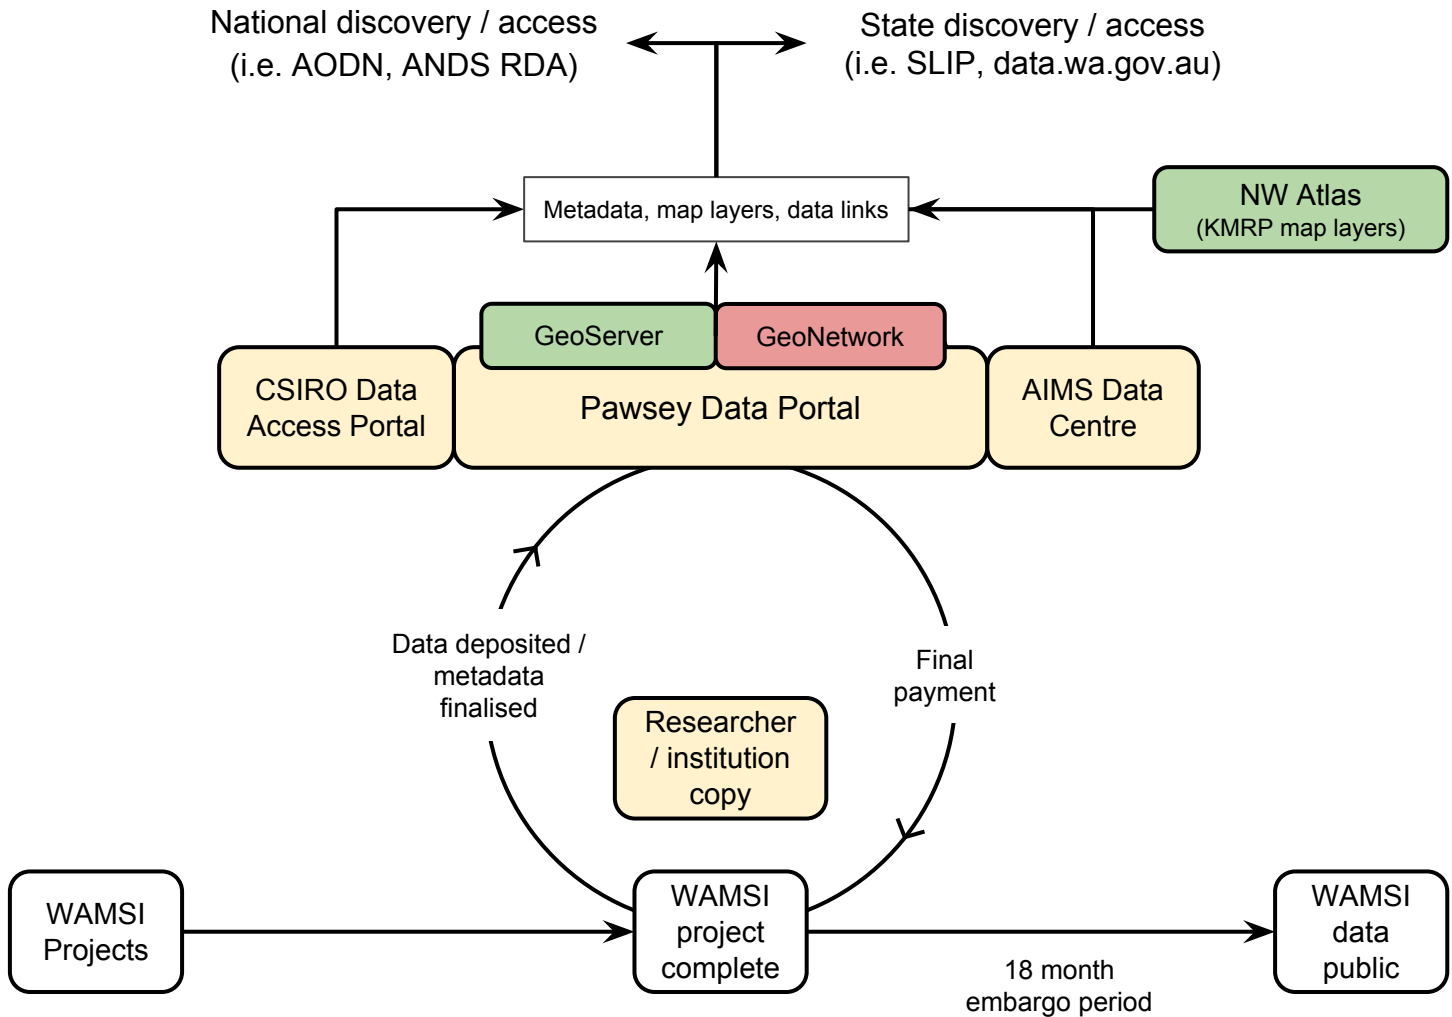 National discovery / access
(i.e. AODN, ANDS RDA)
State discovery / access
(i.e. SLIP, data.wa.gov.au)
Metadata, map layers, data links
NW Atlas
(KMRP map layers)
GeoServer
GeoNetwork
CSIRO Data
Access Portal
Pawsey Data Portal
AIMS Data
Centre
Data deposited /
metadata
finalised
Final
payment
Researcher
/ institution
copy
WAMSI
Projects
WAMSI
project
complete
18 month
embargo period
WAMSI
data
public